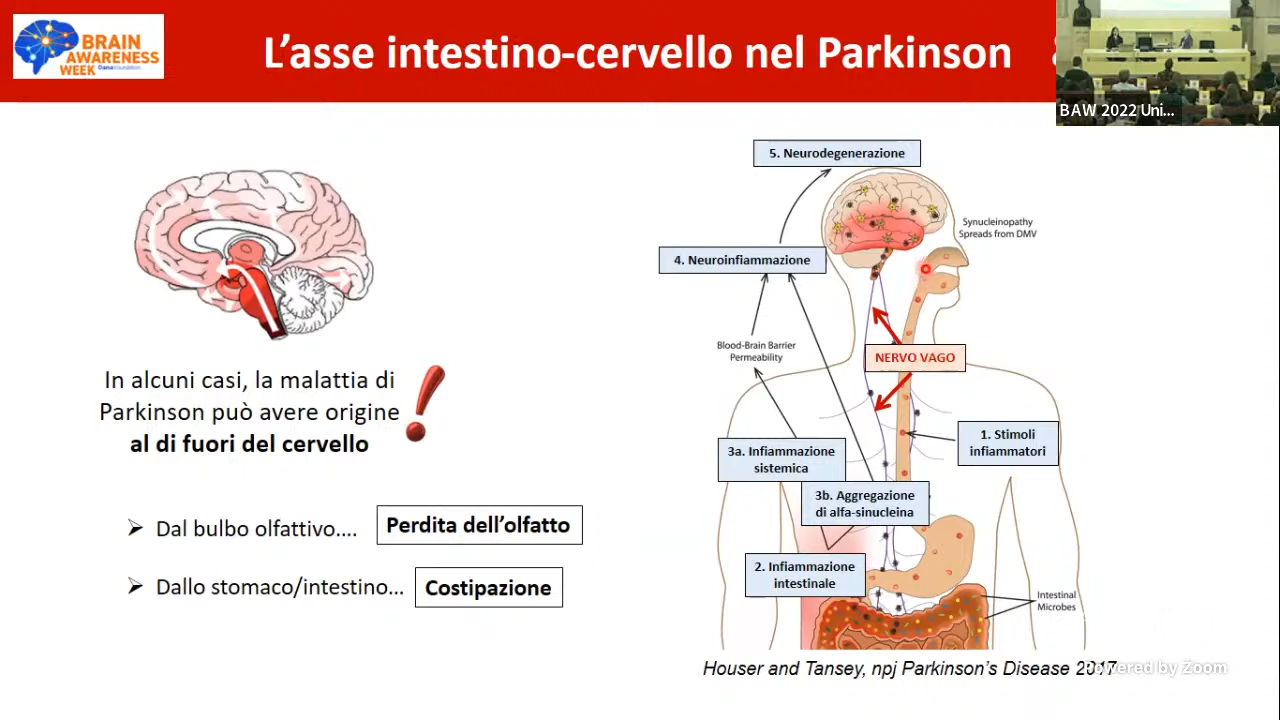 BRAIN
AWARENESS
WEEK
L’asse intestino-cervello nel Parkinson
BAW 2022 Uni...
5. Neurodegenerazione
Synucleinopathy
Spreads from DMV
4. Neuroinfiammazione
Blood-Brain Barrier
Permeability
NERVO VAGO
In alcuni casi, la malattia di
Parkinson può avere origine
al di fuori del cervello
1. Stimoli
infiammatori
3a. Infiammazione
sistemica
3b. Aggregazione
di alfa-sinucleina
➢ Dal bulbo olfattivo.... Perdita dell’olfatto
2. Infiammazione
intestinale
➢ Dallo stomaco/intestino... Costipazione
Intestinal
Microbes
Houser and Tansey, npj Parkinson’s Disease 2017
Powered by Zoom